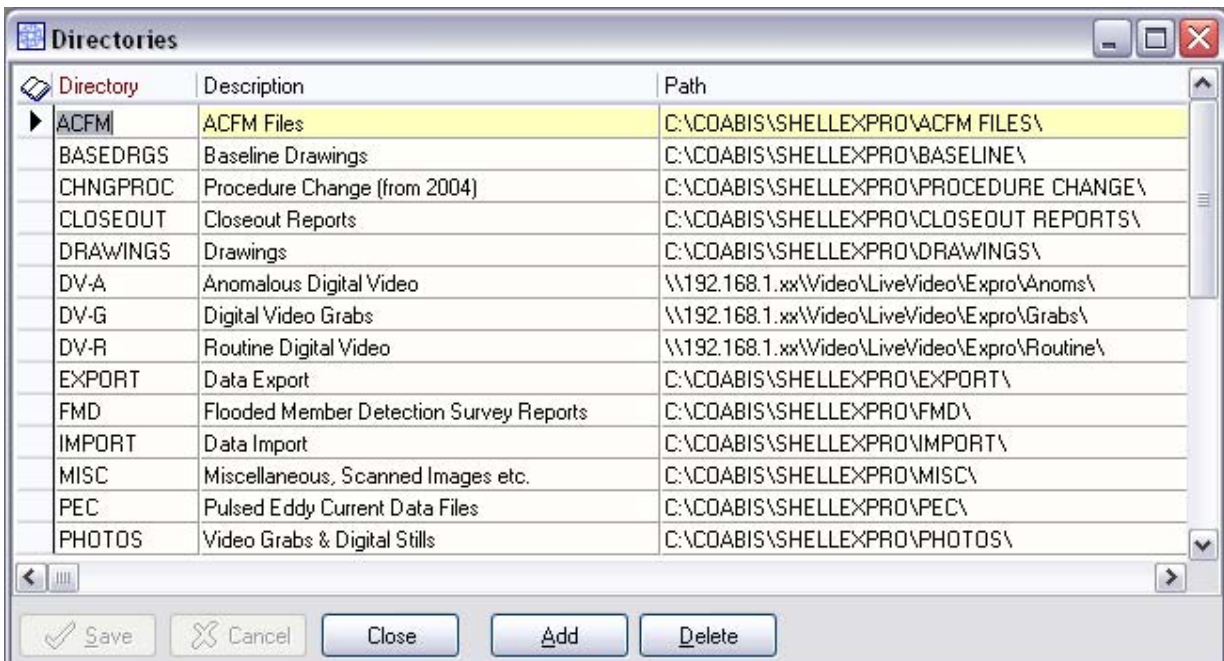 Directories
Directory Description Path
ACFM ACFM Files C:\COABIS\SHELLEXPRO\ACFM FILES\
BASEDRGS Baseline Drawings C:\COABIS\SHELLEXPRO\BASELINE\
CHNGPROC Procedure Change (from 2004) C:\COABIS\SHELLEXPRO\PROCEDURE CHANGE\
CLOSEOUT Closeout Reports C:\COABIS\SHELLEXPRO\CLOSEOUT REPORTS\
DRAWINGS Drawings C:\COABIS\SHELLEXPRO\DRAWINGS\
DV-A Anomalous Digital Video \\192.168.1.xx\Video\LiveVideo\Expro\Anoms\
DV-G Digital Video Grabs \\192.168.1.xx\Video\LiveVideo\Expro\Grabs\
DV-R Routine Digital Video \\192.168.1.xx\Video\LiveVideo\Expro\Routine\
EXPORT Data Export C:\COABIS\SHELLEXPRO\EXPORT\
FMD Flooded Member Detection Survey Reports C:\COABIS\SHELLEXPRO\FMD\
IMPORT Data Import C:\COABIS\SHELLEXPRO\IMPORT\
MISC Miscellaneous, Scanned Images etc. C:\COABIS\SHELLEXPRO\MISC\
PEC Pulsed Eddy Current Data Files C:\COABIS\SHELLEXPRO\PEC\
PHOTOS Video Grabs & Digital Stills C:\COABIS\SHELLEXPRO\PHOTOS\
Save Cancel Close Add Delete